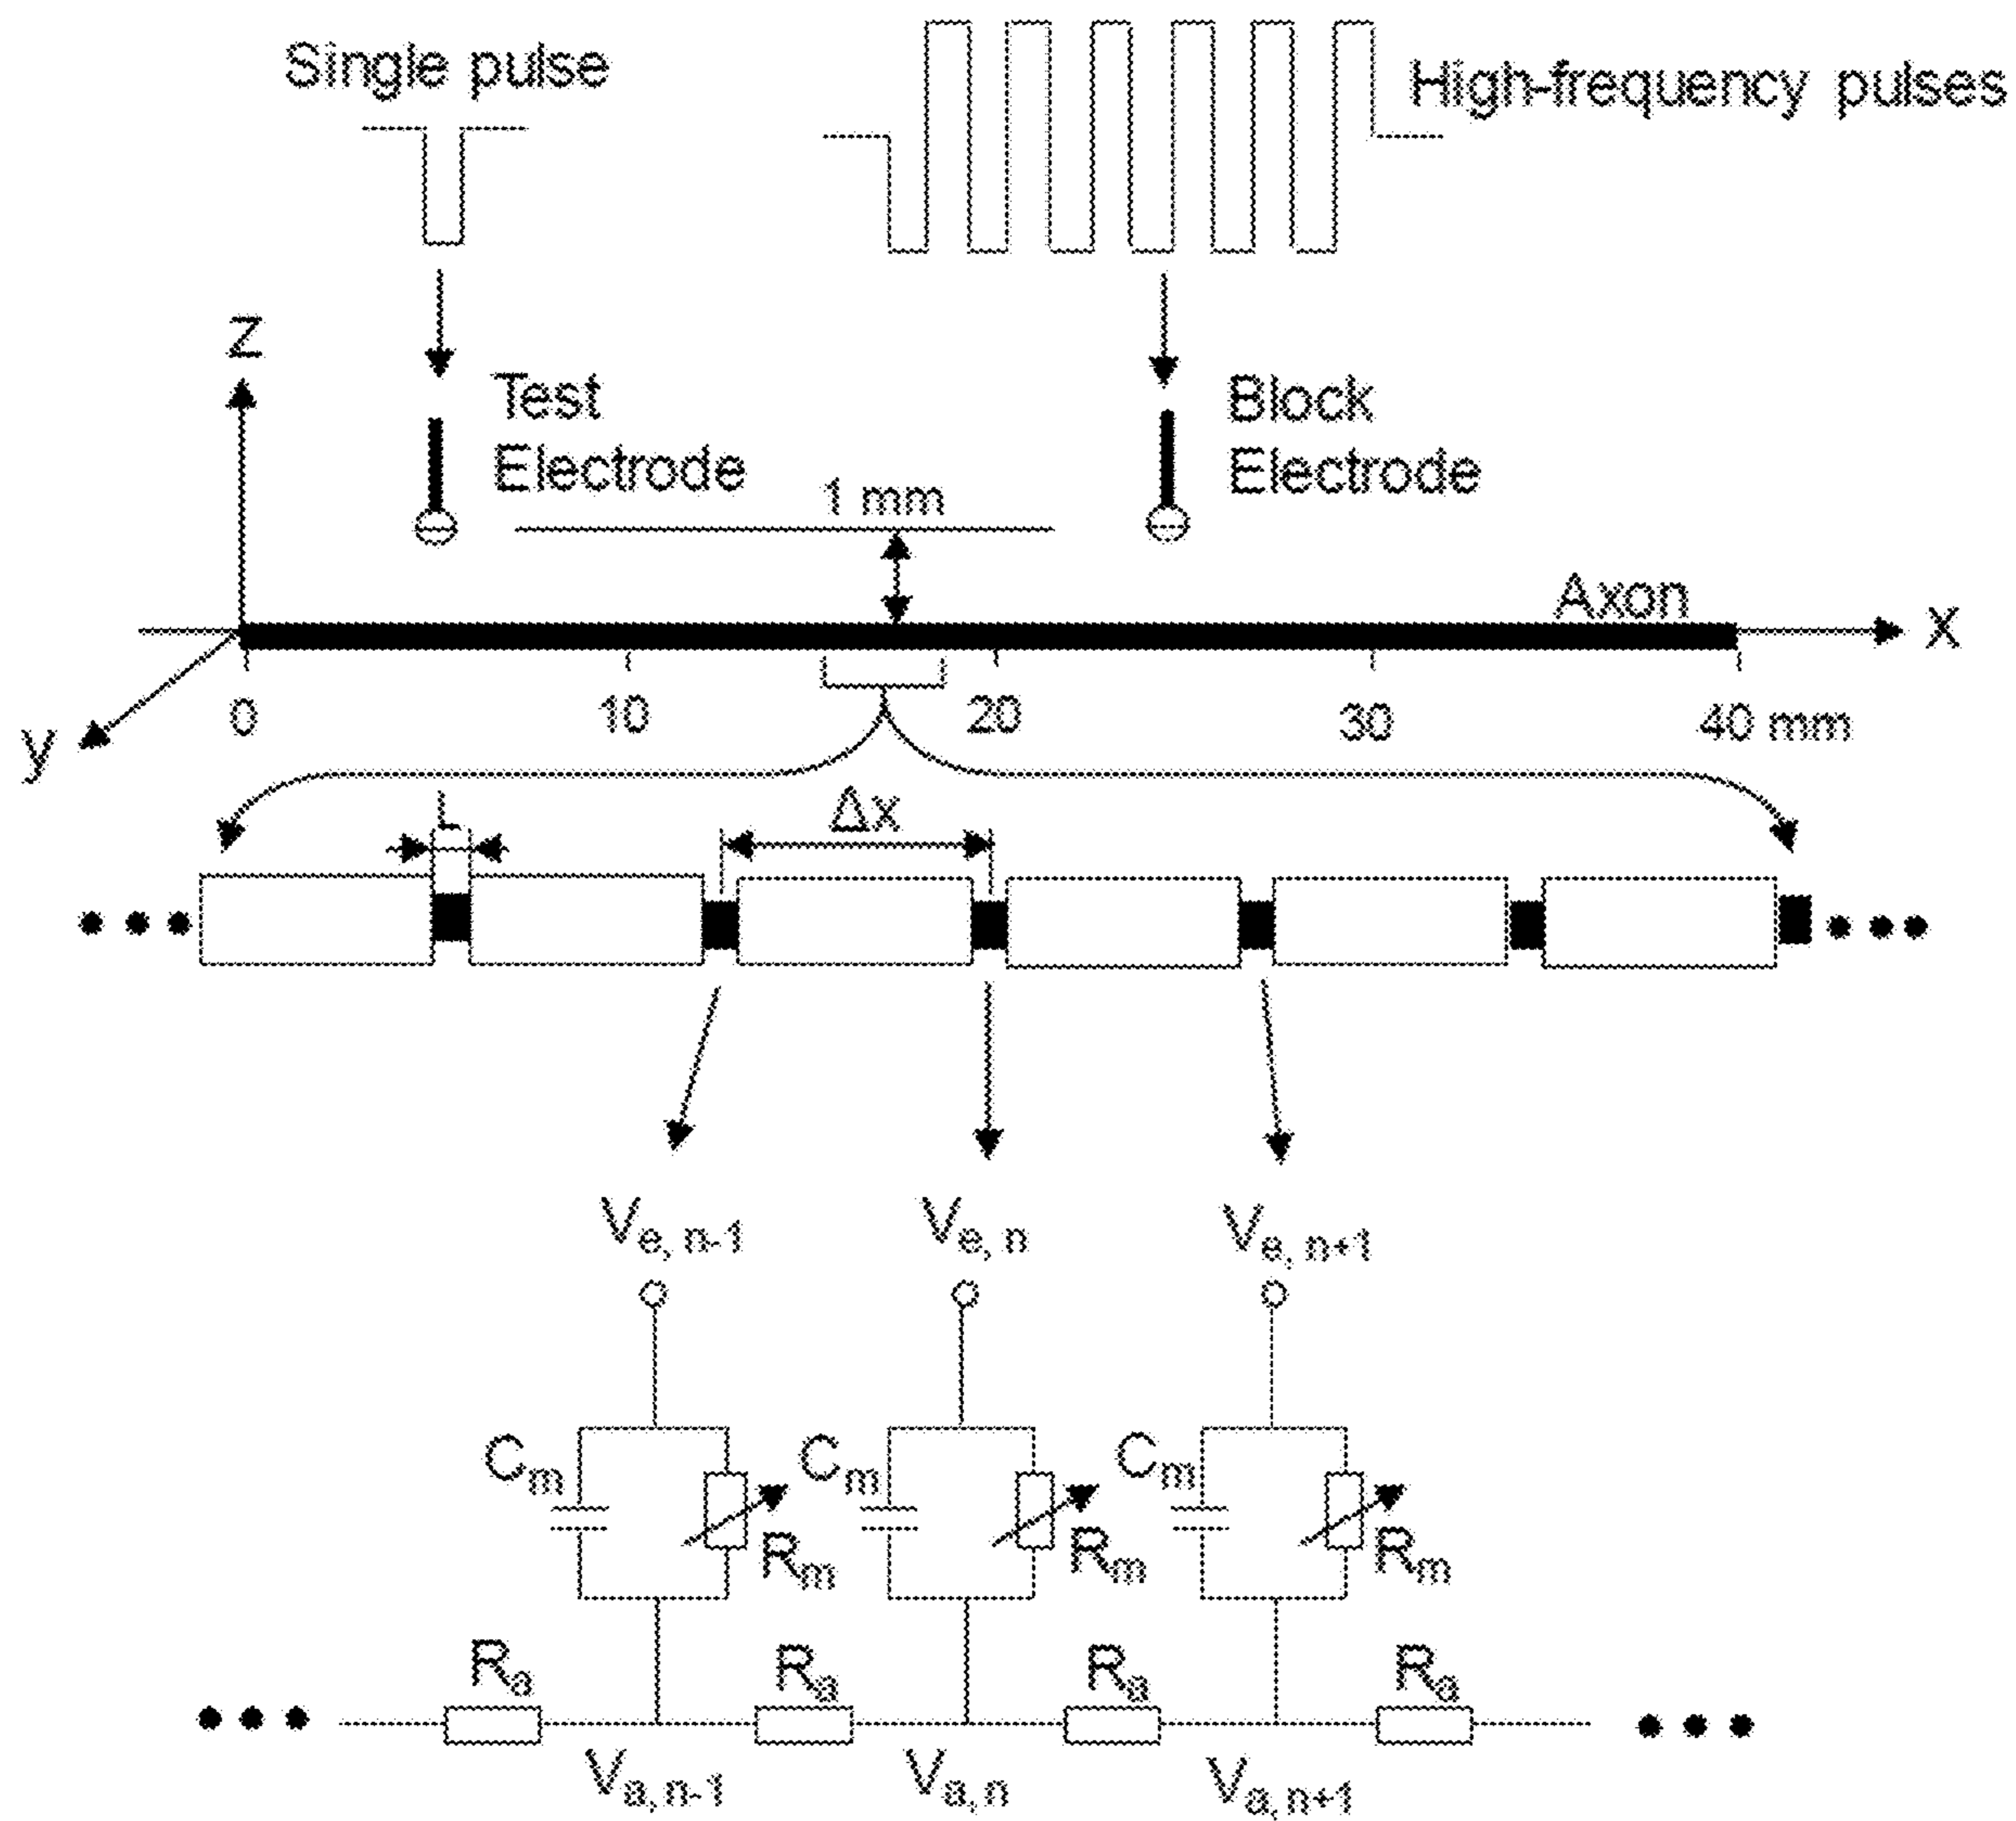 Single pulse
High-frequency pulses
Z
Test
Electrode
Block
Electrode
1 mm
Axon
X
y
0
10
20
30
40 mm
L
Δx
Ve, n-1
Ve, n
Ve, n+1
Cm
Rm
Cm
Rm
Cm
Rm
Ra
Ra
Ra
Ra
Va, n-1
Va, n
Va, n+1